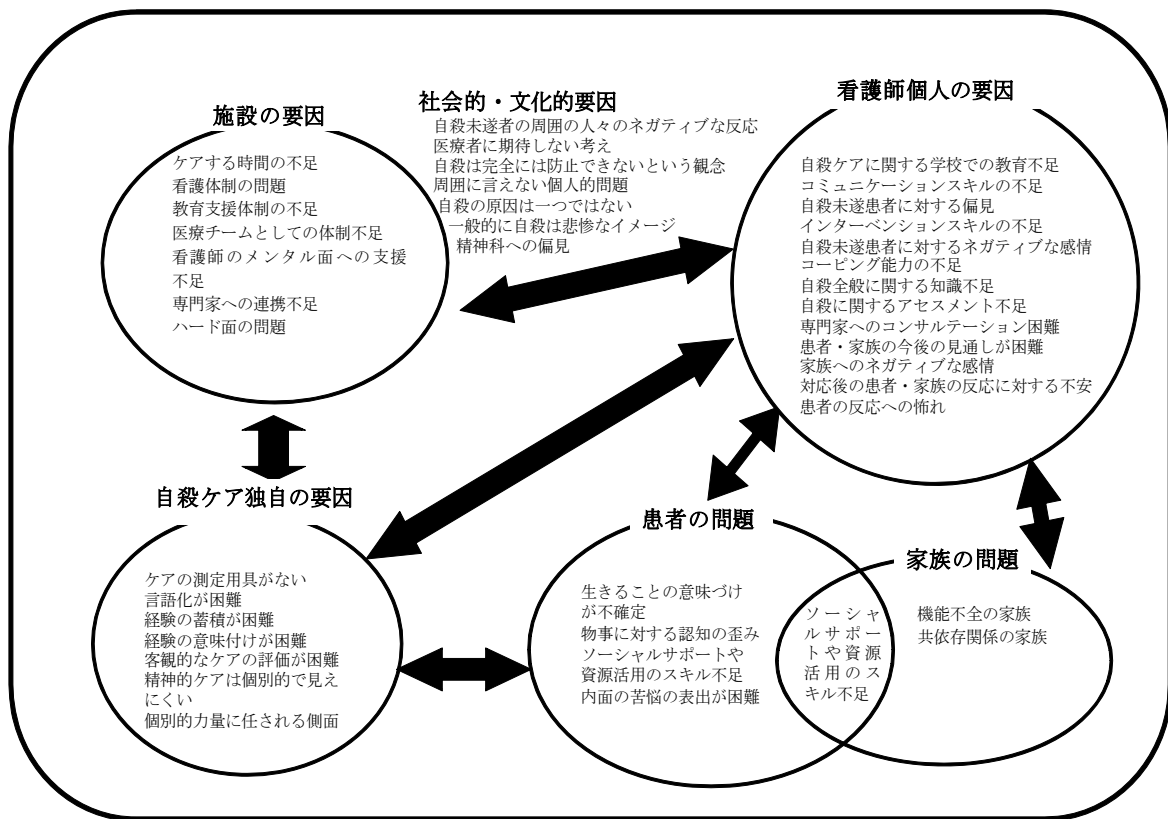 施設の要因
ケアする時間の不足
看護体制の問題
教育支援体制の不足
医療チームとしての体制不足
看護師のメンタル面への支援
不足
専門家への連携不足
ハード面の問題
社会的・文化的要因
自殺未遂者の周囲の人々のネガティブな反応
医療者に期待しない考え
自殺は完全には防止できないという観念
周囲に言えない個人的問題
自殺の原因は一つではない
一般的に自殺は悲惨なイメージ
精神科への偏見
看護師個人の要因
自殺ケアに関する学校での教育不足
コミュニケーションスキルの不足
自殺未遂患者に対する偏見
インターベンションスキルの不足
自殺未遂患者に対するネガティブな感情
コーピング能力の不足
自殺全般に関する知識不足
自殺に関するアセスメント不足
専門家へのコンサルテーション困難
患者・家族の今後の見通しが困難
家族へのネガティブな感情
対応後の患者・家族の反応に対する不安
患者の反応への怖れ
自殺ケア独自の要因
ケアの測定用具がない
言語化が困難
経験の蓄積が困難
経験の意味付けが困難
客観的なケアの評価が困難
精神的ケアは個別的で見え
にくい
個別的力量に任される側面
患者の問題
生きることの意味づけ
が不確定
物事に対する認知の歪み
ソーシャルサポートや
資源活用のスキル不足
内面の苦悩の表出が困難
ソーシャ
ルサポー
トや資源
活用のス
キル不足
家族の問題
機能不全の家族
共依存関係の家族